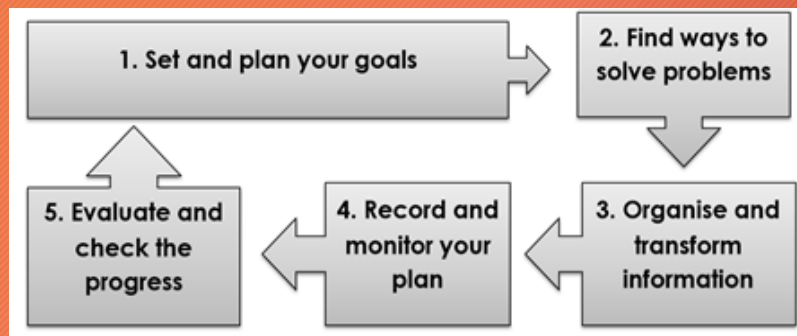 1. Set and plan your goals
2. Find ways to
solve problems
3. Organise and
transform
information
4. Record and
monitor your
plan
5. Evaluate and
check the
progress